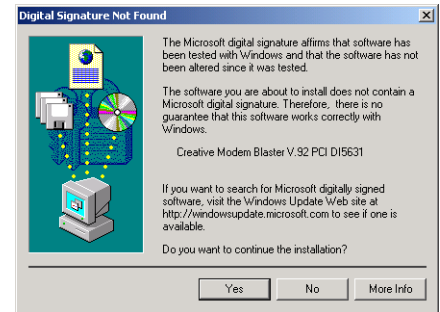 Digital Signature Not Found
The Microsoft digital signature affirms that software has
been tested with Windows and that the software has not
been altered since it was tested.
The software you are about to install does not contain a
Microsoft digital signature. Therefore, there is no
guarantee that this software works correctly with
Windows.
Creative Modem Blaster V.92 PCI DI5631
If you want to search for Microsoft digitally signed
software, visit the Windows Update Web site at
http://windowsupdate.microsoft.com to see if one is
available.
Do you want to continue the installation?
Yes No More Info